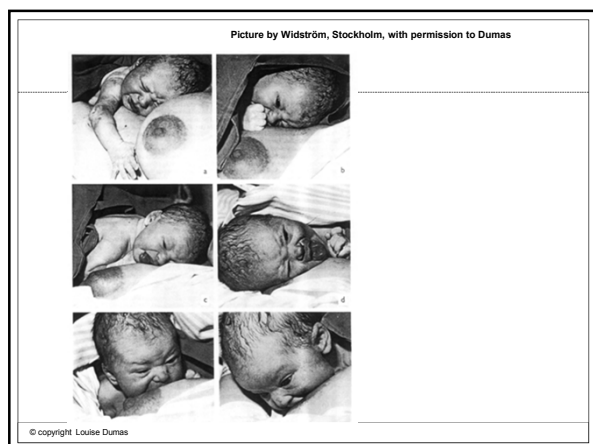 Picture by Widström, Stockholm, with permission to Dumas
a
b
c
d
© copyright Louise Dumas